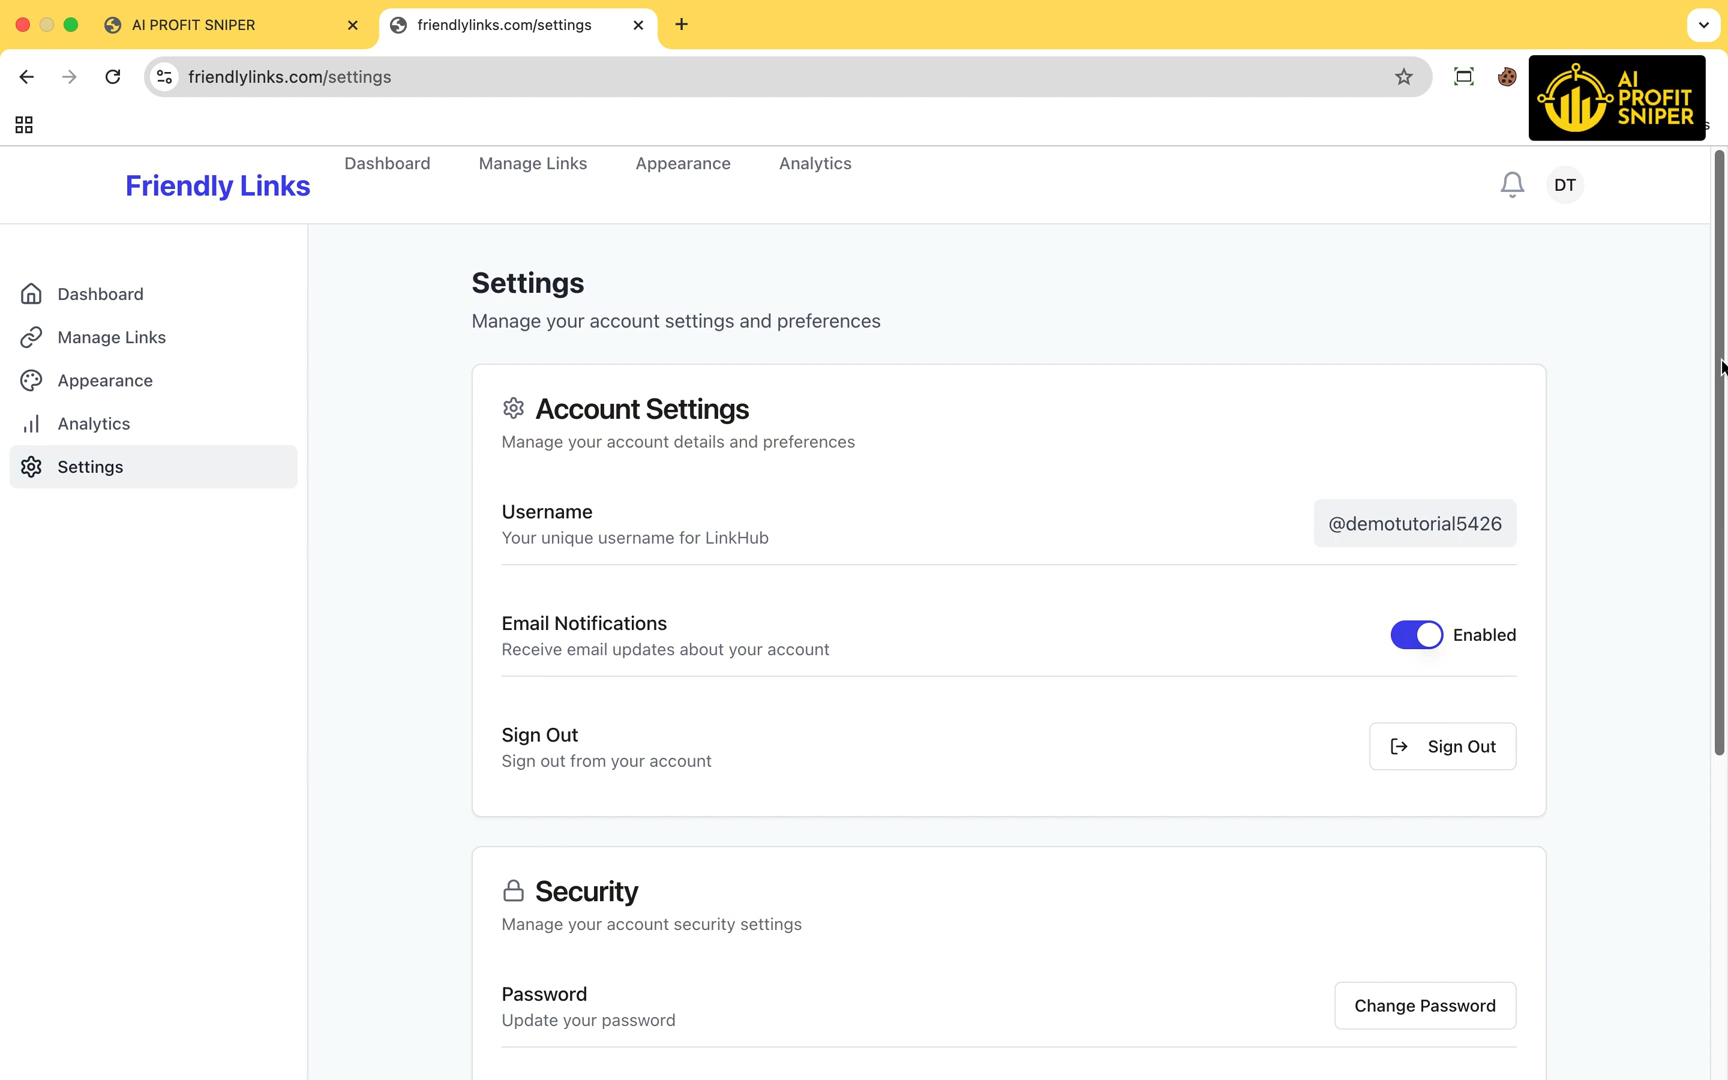 AI PROFIT SNIPER
friendlylinks.com/settings
friendlylinks.com/settings
AI
PROFIT
SNIPER
Friendly Links
Dashboard
Manage Links
Appearance
Analytics
DT
Dashboard
Manage Links
Appearance
Analytics
Settings
Settings
Manage your account settings and preferences
Account Settings
Manage your account details and preferences
Username
Your unique username for LinkHub
@demotutorial5426
Email Notifications
Receive email updates about your account
Enabled
Sign Out
Sign out from your account
Sign Out
Security
Manage your account security settings
Password
Update your password
Change Password